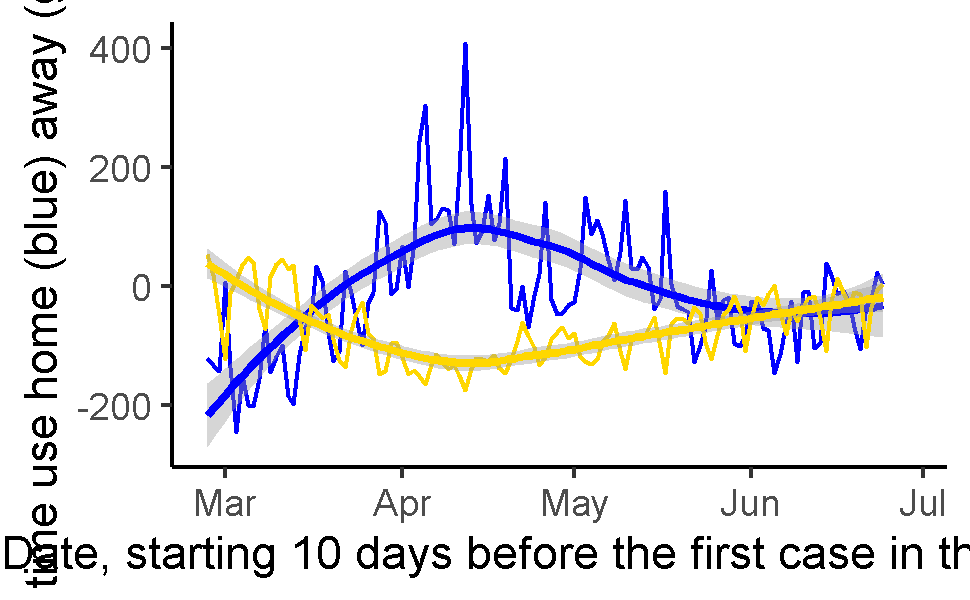 time use home (blue) away (
400
200
0
-200
Mar Apr May Jun Jul
Date, starting 10 days before the first case in th